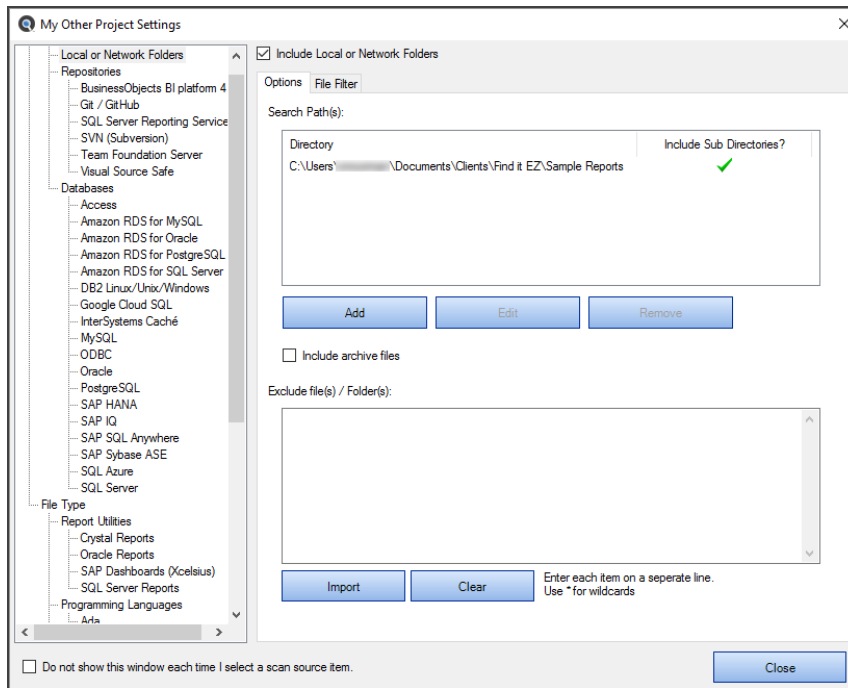 My Other Project Settings
Local or Network Folders
Repositories
BusinessObjects BI platform 4
Git / GitHub
SQL Server Reporting Service
SVN (Subversion)
Team Foundation Server
Visual Source Safe
Databases
Access
Amazon RDS for MySQL
Amazon RDS for Oracle
Amazon RDS for PostgreSQL
Amazon RDS for SQL Server
DB2 Linux/Unix/Windows
Google Cloud SQL
InterSystems Caché
MySQL
ODBC
Oracle
PostgreSQL
SAP HANA
SAP IQ
SAP SQL Anywhere
SAP Sybase ASE
SQL Azure
SQL Server
File Type
Report Utilities
Crystal Reports
Oracle Reports
SAP Dashboards (Xcelsius)
SQL Server Reports
Programming Languages
Ada
Include Local or Network Folders
Options File Filter
Search Path(s):
Directory Include Sub Directories?
C:\Users\ \Documents\Clients\Find it EZ\Sample Reports
Add Edit Remove
Include archive files
Exclude file(s) / Folder(s):
Import Clear
Enter each item on a seperate line.
Use * for wildcards
Do not show this window each time I select a scan source item.
Close